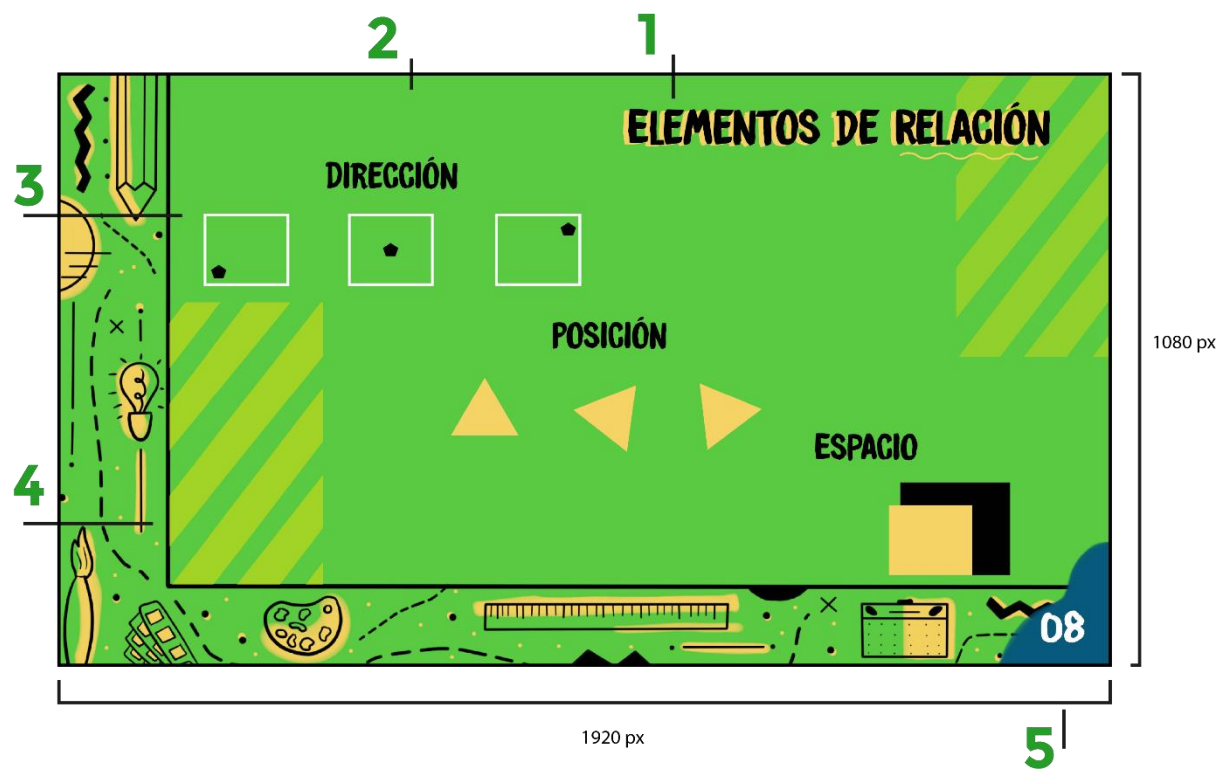 2
1
ELEMENTOS DE RELACIÓN
DIRECCIÓN
3
POSICIÓN
1080 px
ESPACIO
4
08
1920 px
5